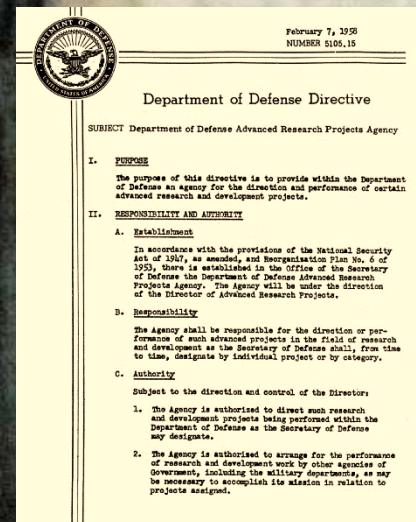 DEPARTMENT OF DEFENSE
UNITED STATES OF AMERICA
February 7, 1958
NUMBER 5105.15
Department of Defense Directive
SUBJECT Department of Defense Advanced Research Projects Agency
I. PURPOSE
The purpose of this directive is to provide within the Department
of Defense an agency for the direction and performance of certain
advanced research and development projects.
II. RESPONSIBILITY AND AUTHORITY
A. Establishment
In accordance with the provisions of the National Security
Act of 1947, as amended, and Reorganization Plan No. 6 of
1953, there is established in the Office of the Secretary
of Defense the Department of Defense Advanced Research
Projects Agency. The Agency will be under the direction
of the Director of Advanced Research Projects.
B. Responsibility
The Agency shall be responsible for the direction or per-
formance of such advanced projects in the field of research
and development as the Secretary of Defense shall, from time
to time, designate by individual project or by category.
C. Authority
Subject to the direction and control of the Director:
1. The Agency is authorized to direct such research
and development projects being performed within the
Department of Defense as the Secretary of Defense
may designate.
2. The Agency is authorized to arrange for the performance
of research and development work by other agencies of
Government, including the military departments, as may
be necessary to accomplish its mission in relation to
projects assigned.